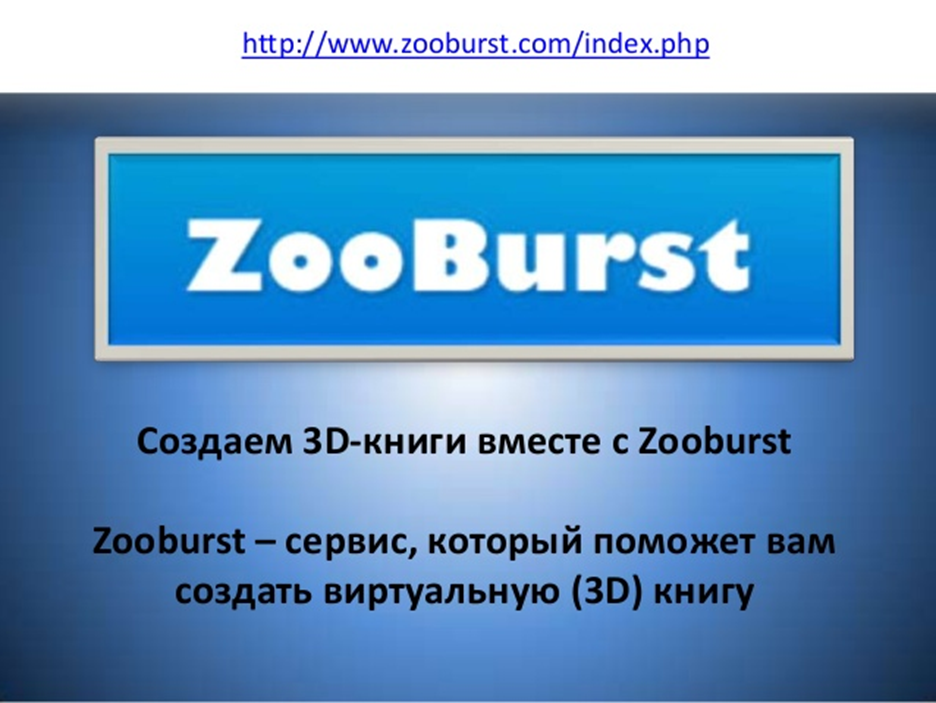 http://www.zooburst.com/index.php
ZooBurst
Создаем 3D-книги вместе с Zooburst
Zooburst – сервис, который поможет вам
создать виртуальную (3D) книгу